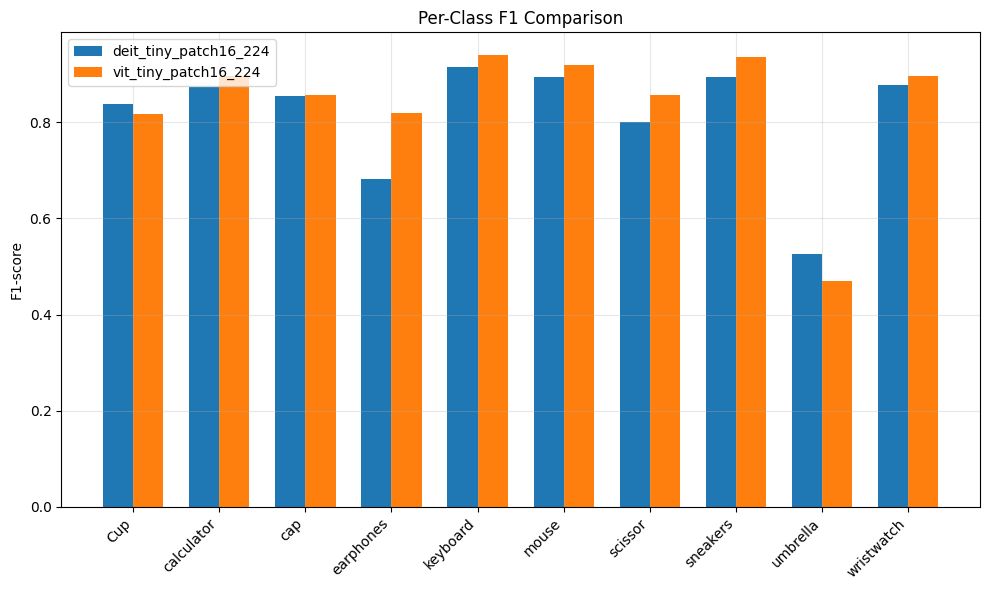 Per-Class F1 Comparison
deit_tiny_patch16_224
vit_tiny_patch16_224
F1-score
0.8
0.6
0.4
0.2
0.0
Cup
calculator
cap
earphones
keyboard
mouse
scissor
sneakers
umbrella
wristwatch